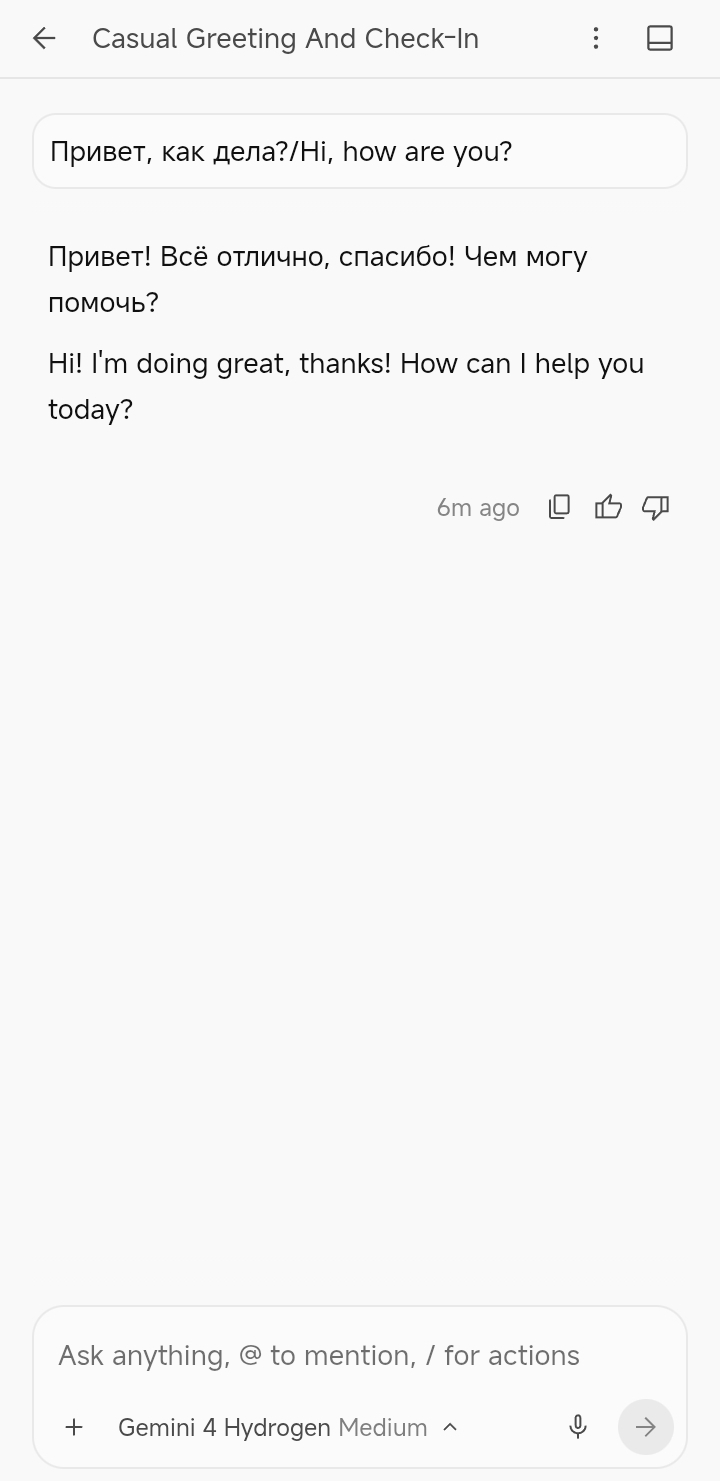 Casual Greeting And Check-In
Привет, как дела?/Hi, how are you?
Привет! Всё отлично, спасибо! Чем могу
помочь?
Hi! I'm doing great, thanks! How can I help you
today?
6m ago
Ask anything, @ to mention, / for actions
Gemini 4 Hydrogen Medium